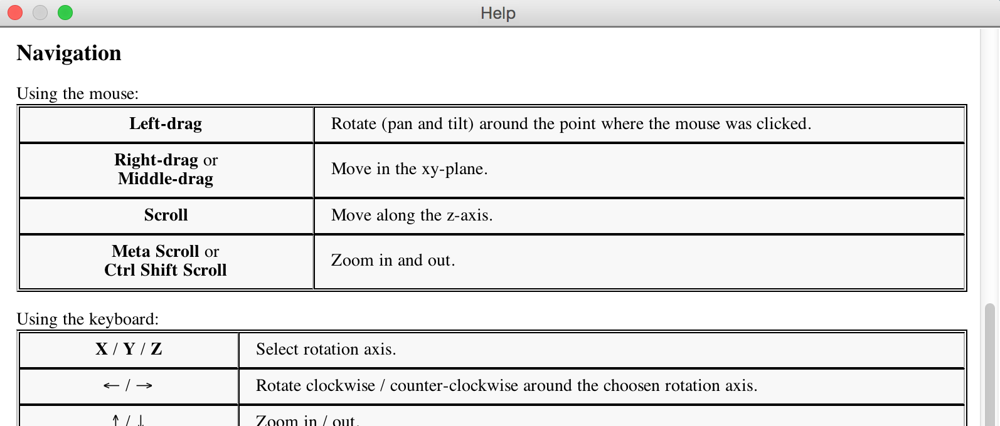 Help
Navigation
Using the mouse:
Left-drag
Rotate (pan and tilt) around the point where the mouse was clicked.
Right-drag or
Middle-drag
Move in the xy-plane.
Scroll
Move along the z-axis.
Meta Scroll or
Ctrl Shift Scroll
Zoom in and out.
Using the keyboard:
X / Y / Z
Select rotation axis.
← / →
Rotate clockwise / counter-clockwise around the choosen rotation axis.
↑ / ↓
Zoom in / out.